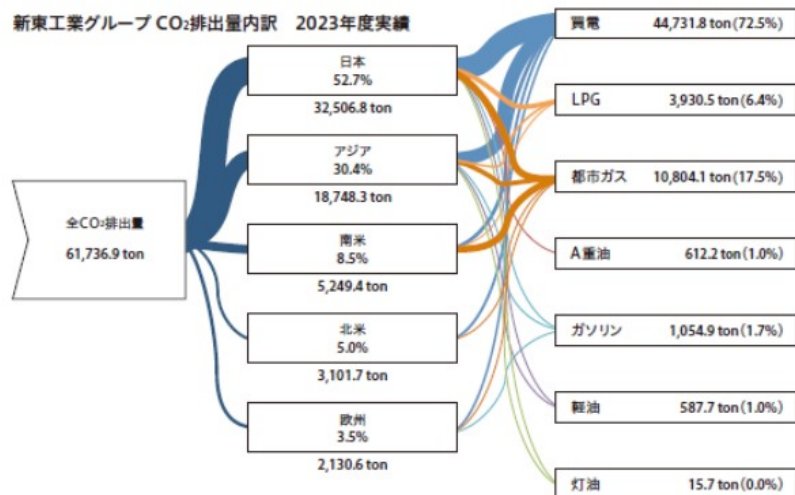 新東工業グループ CO₂排出量内訳　2023年度実績
全CO₂排出量
61,736.9 ton
日本
52.7%
32,506.8 ton
アジア
30.4%
18,748.3 ton
南米
8.5%
5,249.4 ton
北米
5.0%
3,101.7 ton
欧州
3.5%
2,130.6 ton
買電 44,731.8 ton (72.5%)
LPG 3,930.5 ton (6.4%)
都市ガス 10,804.1 ton (17.5%)
A重油 612.2 ton (1.0%)
ガソリン 1,054.9 ton (1.7%)
軽油 587.7 ton (1.0%)
灯油 15.7 ton (0.0%)